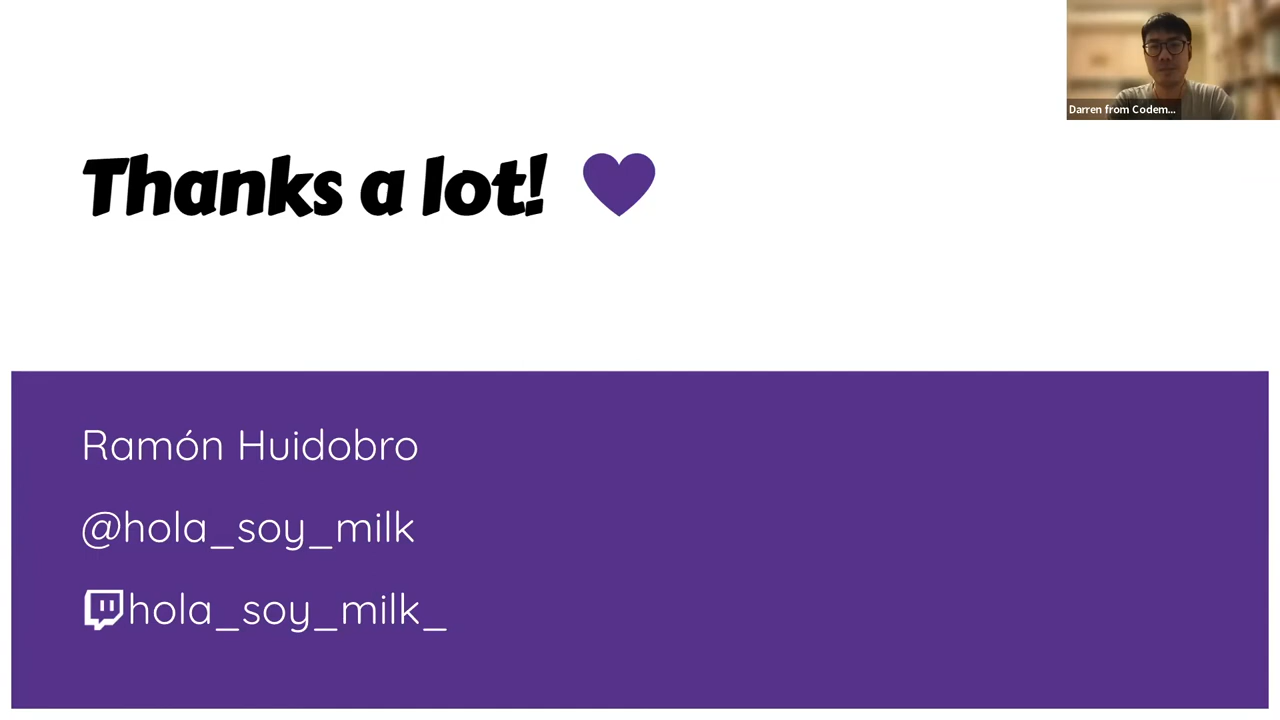 Darren from Codem...
Thanks a lot!
Ramón Huidobro
@hola_soy_milk
hola_soy_milk_